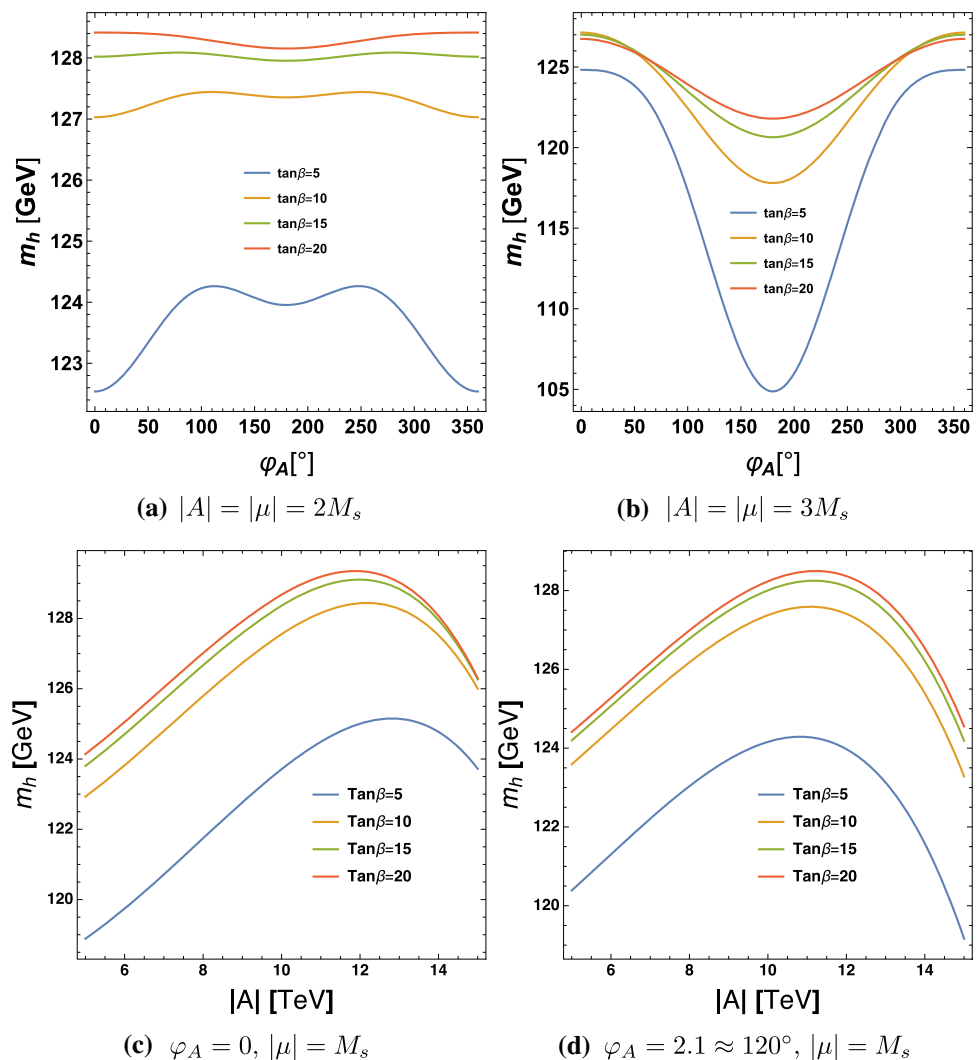 128
127
126
125
124
123
m_h [GeV]
tanβ=5
tanβ=10
tanβ=15
tanβ=20
0 50 100 150 200 250 300 350
φ_A[°]
(a) |A| = |μ| = 2M_s
125
120
115
110
105
m_h [GeV]
tanβ=5
tanβ=10
tanβ=15
tanβ=20
0 50 100 150 200 250 300 350
φ_A[°]
(b) |A| = |μ| = 3M_s
128
126
124
122
120
m_h [GeV]
Tanβ=5
Tanβ=10
Tanβ=15
Tanβ=20
6 8 10 12 14
|A| [TeV]
(c) φ_A = 0, |μ| = M_s
128
126
124
122
120
m_h [GeV]
Tanβ=5
Tanβ=10
Tanβ=15
Tanβ=20
6 8 10 12 14
|A| [TeV]
(d) φ_A = 2.1 ≈ 120°, |μ| = M_s